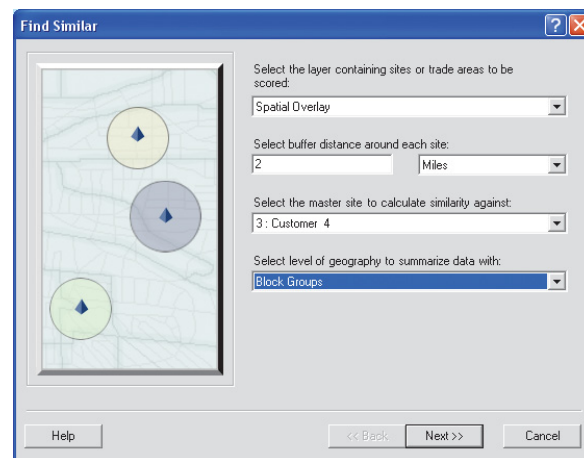 Find Similar
Select the layer containing sites or trade areas to be
scored:
Spatial Overlay
Select buffer distance around each site:
2 Miles
Select the master site to calculate similarity against:
3 : Customer 4
Select level of geography to summarize data with:
Block Groups
Help << Back Next >> Cancel